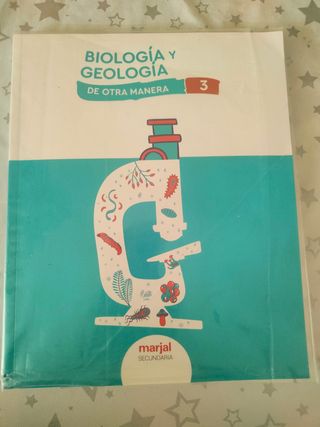 BIOLOGÍA Y
GEOLOGÍA
DE OTRA MANERA 3
marjal
SECUNDARIA